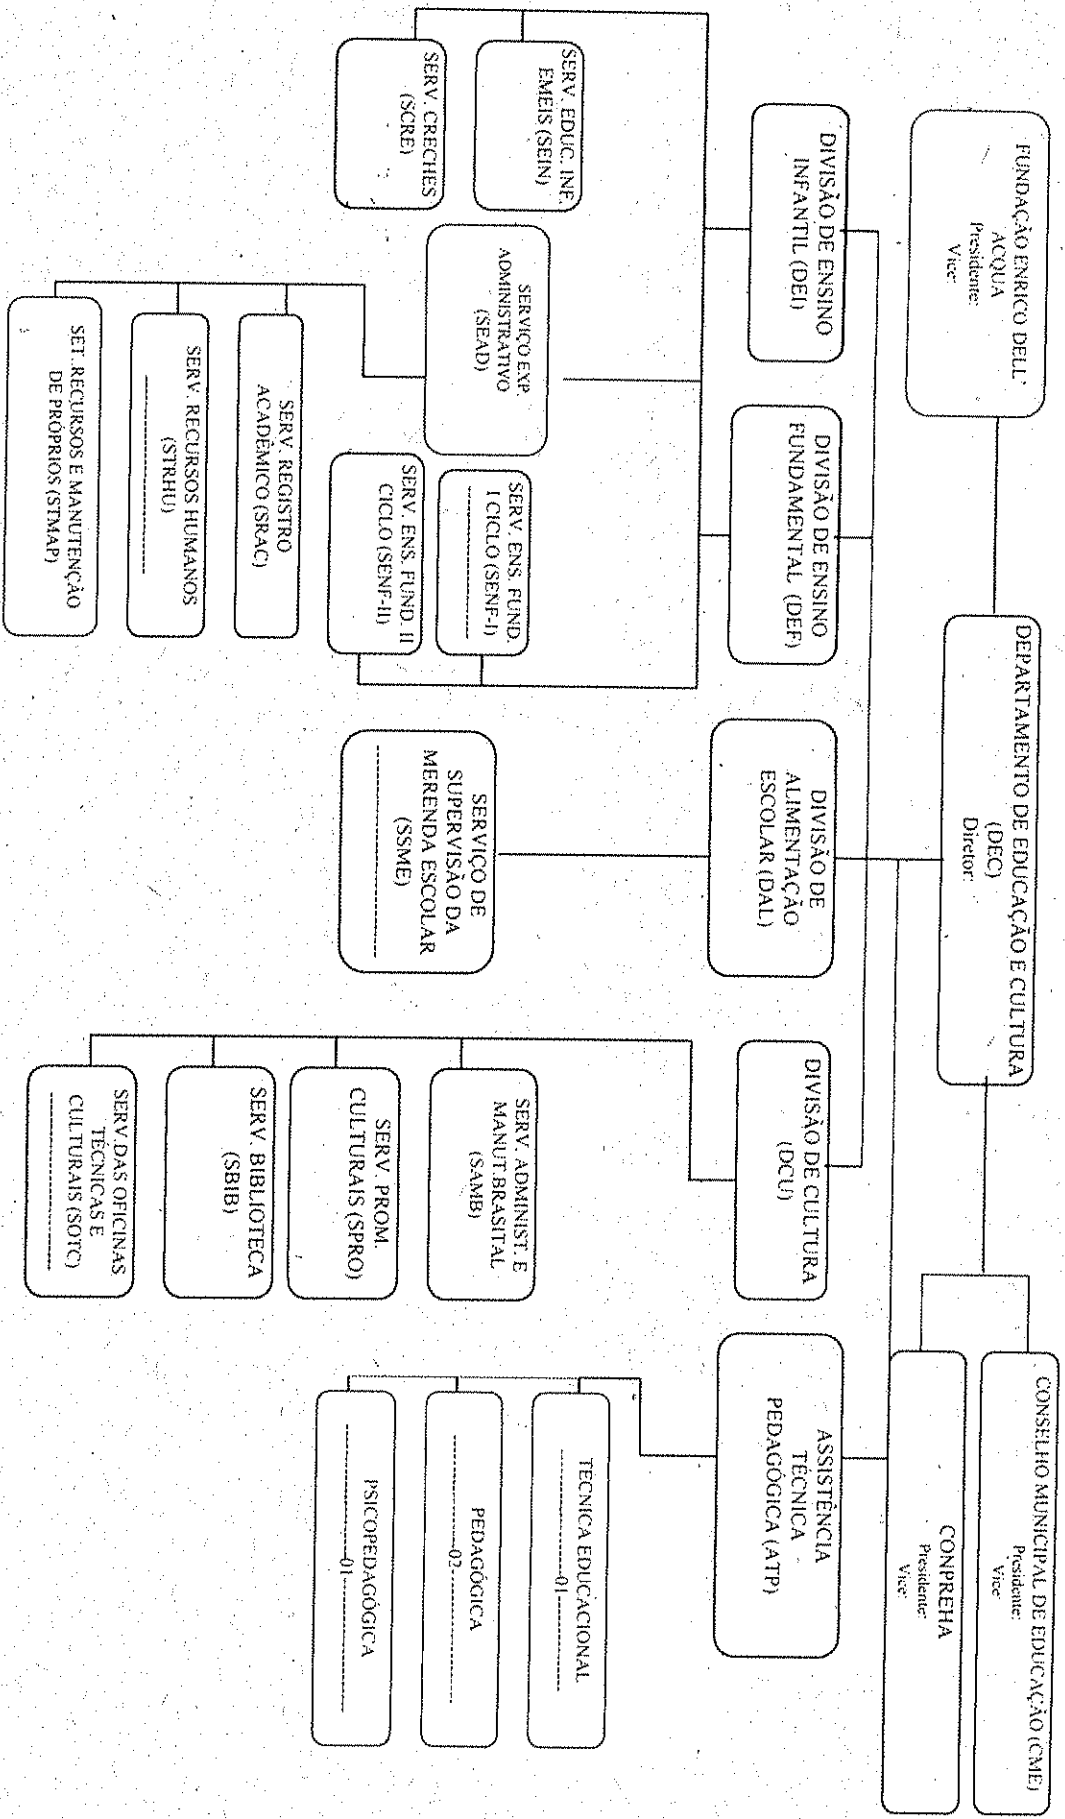 FUNDAÇÃO ENRICO DELL'
ACQUA
Presidente:
Vice:
DEPARTAMENTO DE EDUCAÇÃO E CULTURA
(DEC)
Diretor:
CONSELHO MUNICIPAL DE EDUCAÇÃO (CME)
Presidente:
Vice:
CONPREHA
Presidente:
Vice:
DIVISÃO DE ENSINO
INFANTIL (DEI)
DIVISÃO DE ENSINO
FUNDAMENTAL (DEF)
DIVISÃO DE
ALIMENTAÇÃO
ESCOLAR (DAL)
DIVISÃO DE CULTURA
(DCU)
ASSISTÊNCIA
TÉCNICA
PEDAGÓGICA (ATP)
SERV. EDUC. INF.
EMEIS (SEIN)
SERV. CRECHES
(SCRE)
SERVIÇO EXP.
ADMINISTRATIVO
(SEAD)
SERV. ENS. FUND.
I CICLO (SENF-I)
SERV. ENS. FUND. II
CICLO (SENF-II)
SERV. REGISTRO
ACADÊMICO (SRAC)
SERV. RECURSOS HUMANOS
(STRHU)
SET. RECURSOS E MANUTENÇÃO
DE PRÓPRIOS (STMAP)
SERVIÇO DE
SUPERVISÃO DA
MERENDA ESCOLAR
(SSME)
SERV. ADMINIST. E
MANUT.BRASITAL
(SAMB)
SERV. PROM.
CULTURAIS (SPRO)
SERV. BIBLIOTECA
(SBIB)
SERV.DAS OFICINAS
TÉCNICAS E
CULTURAIS (SOTC)
TÉCNICA EDUCACIONAL
----------------01--------------
PEDAGÓGICA
----------------02----------------
PSICOPEDAGÓGICA
------------------01------------------